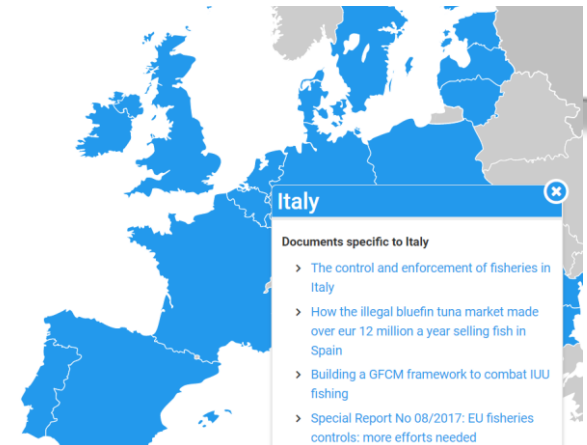 Italy
Documents specific to Italy
The control and enforcement of fisheries in
Italy
How the illegal bluefin tuna market made
over eur 12 million a year selling fish in
Spain
Building a GFCM framework to combat IUU
fishing
Special Report No 08/2017: EU fisheries
controls: more efforts needed